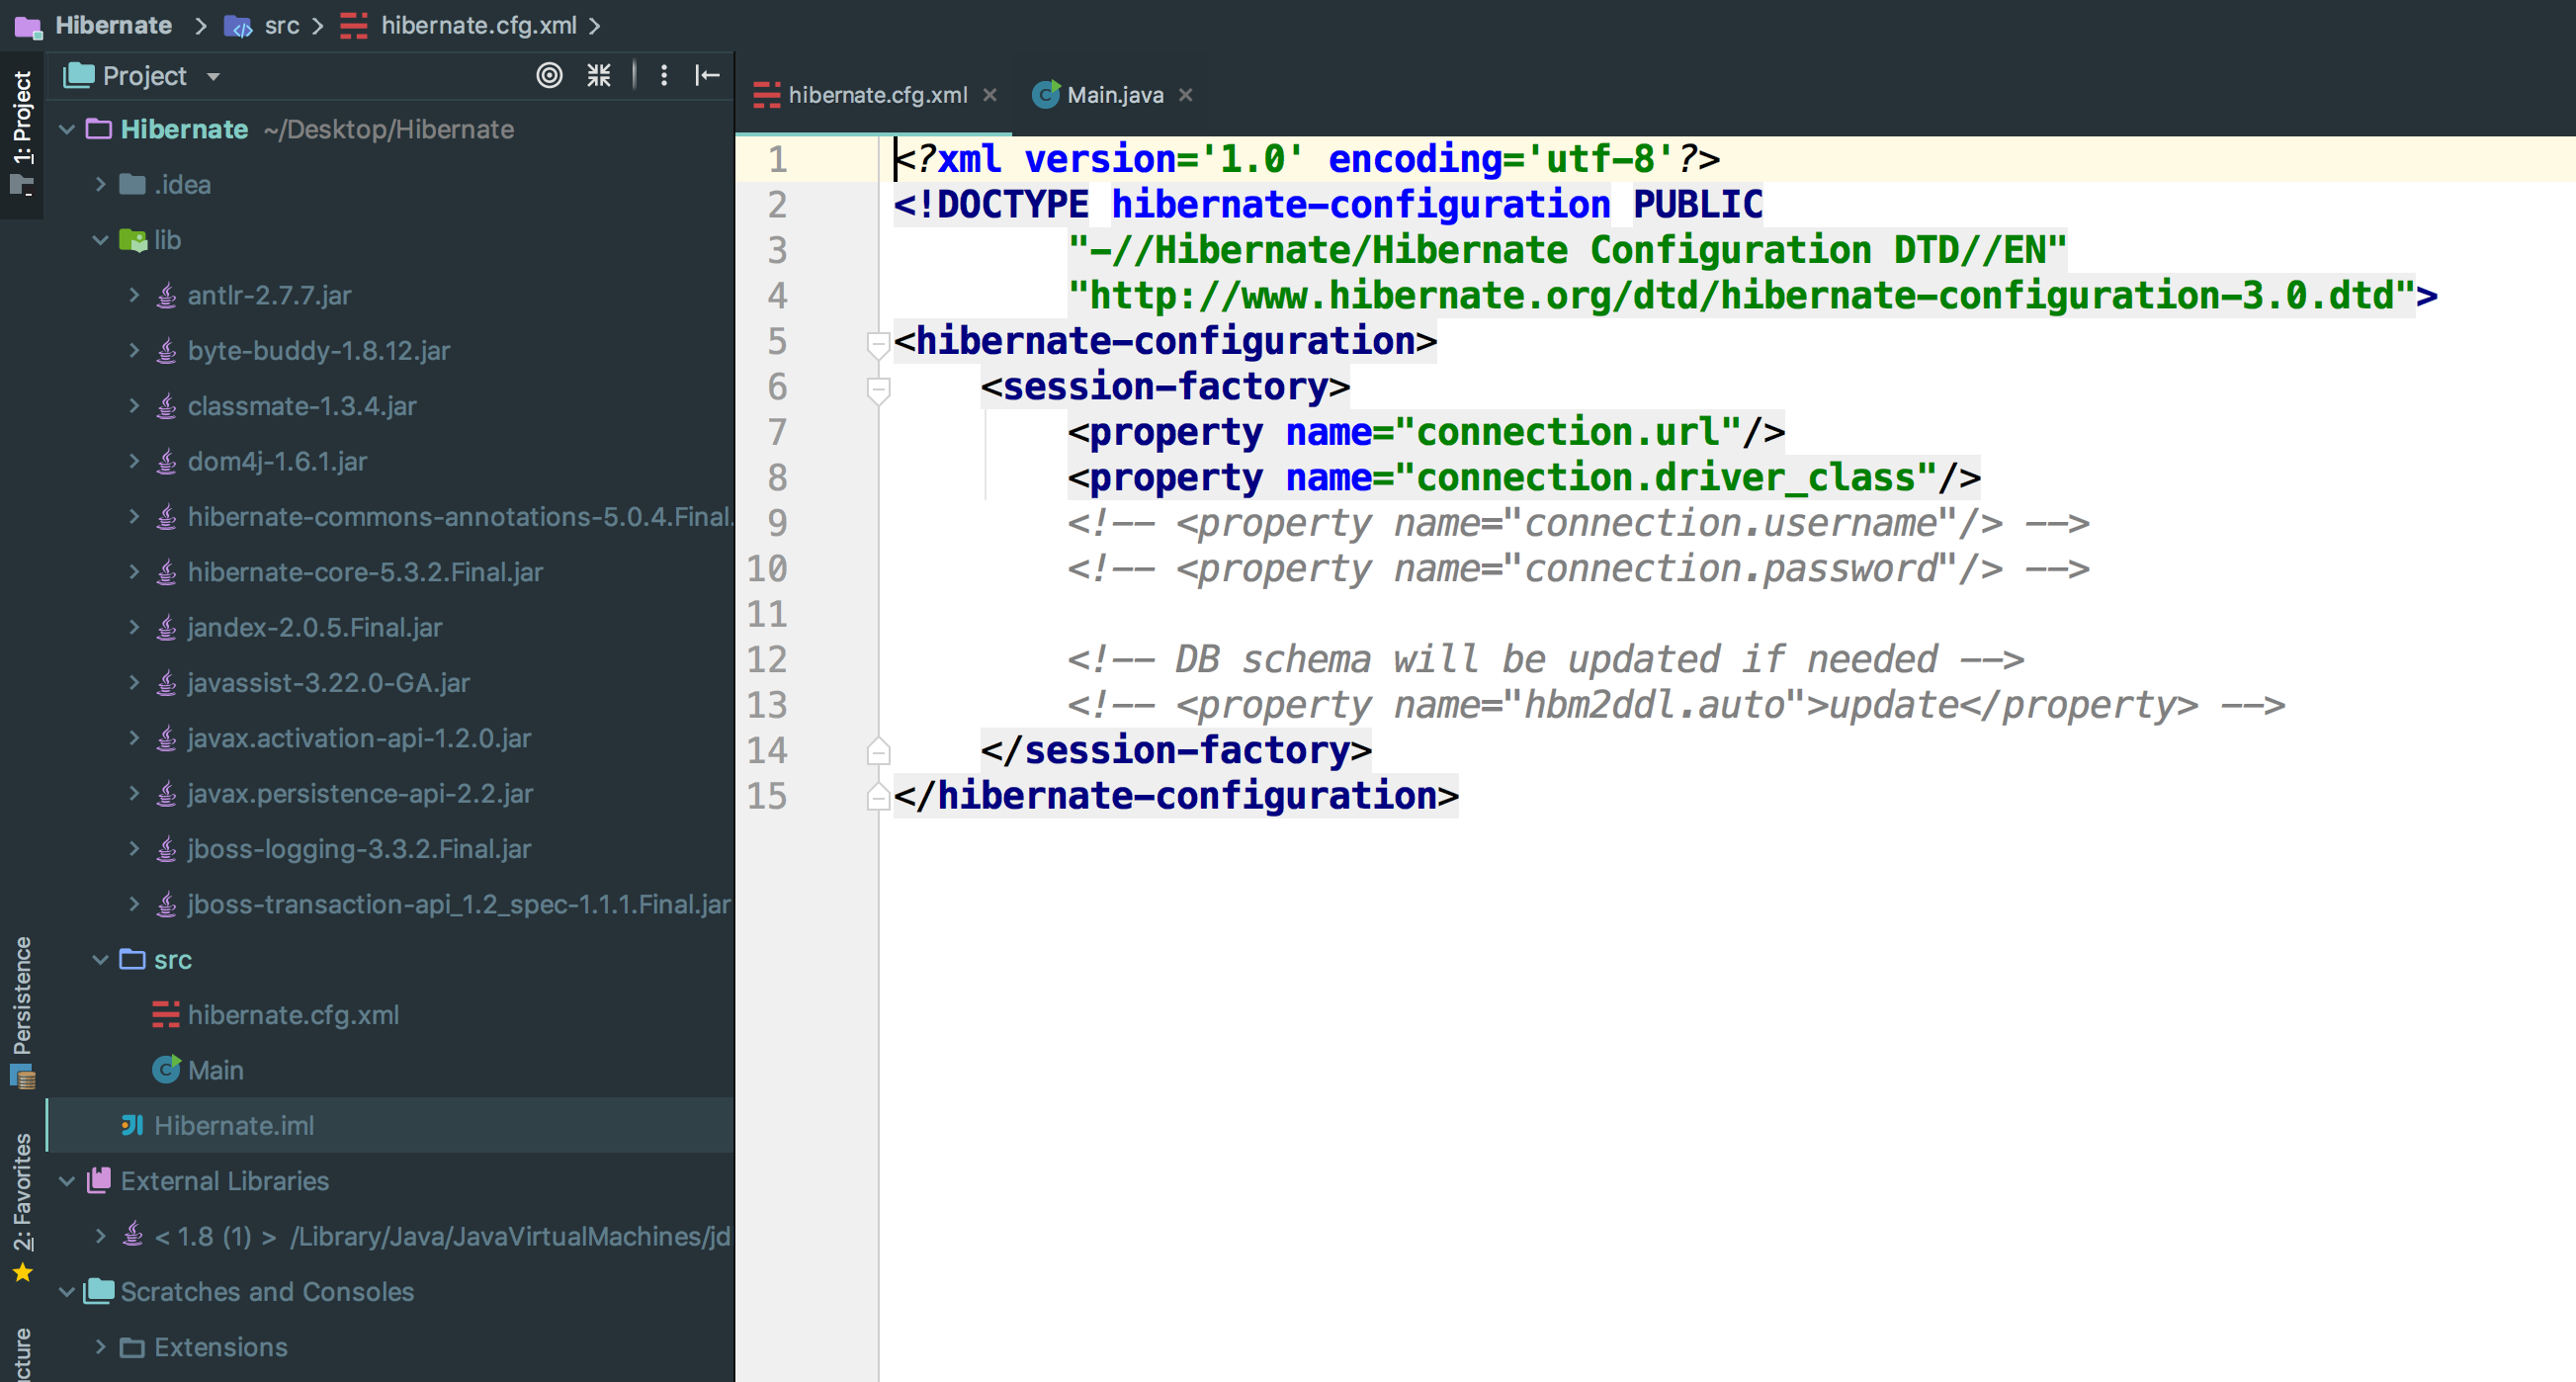 Hibernate > src > hibernate.cfg.xml >
1: Project
Persistence
2: Favorites
cture
Project
Hibernate ~/Desktop/Hibernate
.idea
lib
antlr-2.7.7.jar
byte-buddy-1.8.12.jar
classmate-1.3.4.jar
dom4j-1.6.1.jar
hibernate-commons-annotations-5.0.4.Final.
hibernate-core-5.3.2.Final.jar
jandex-2.0.5.Final.jar
javassist-3.22.0-GA.jar
javax.activation-api-1.2.0.jar
javax.persistence-api-2.2.jar
jboss-logging-3.3.2.Final.jar
jboss-transaction-api_1.2_spec-1.1.1.Final.jar
src
hibernate.cfg.xml
Main
Hibernate.iml
External Libraries
< 1.8 (1) > /Library/Java/JavaVirtualMachines/jd
Scratches and Consoles
Extensions
hibernate.cfg.xml × Main.java ×
1 <?xml version='1.0' encoding='utf-8'?>
2 <!DOCTYPE hibernate-configuration PUBLIC
3 "-//Hibernate/Hibernate Configuration DTD//EN"
4 "http://www.hibernate.org/dtd/hibernate-configuration-3.0.dtd">
5 <hibernate-configuration>
6 <session-factory>
7 <property name="connection.url"/>
8 <property name="connection.driver_class"/>
9 <!-- <property name="connection.username"/> -->
10 <!-- <property name="connection.password"/> -->
11
12 <!-- DB schema will be updated if needed -->
13 <!-- <property name="hbm2ddl.auto">update</property> -->
14 </session-factory>
15 </hibernate-configuration>